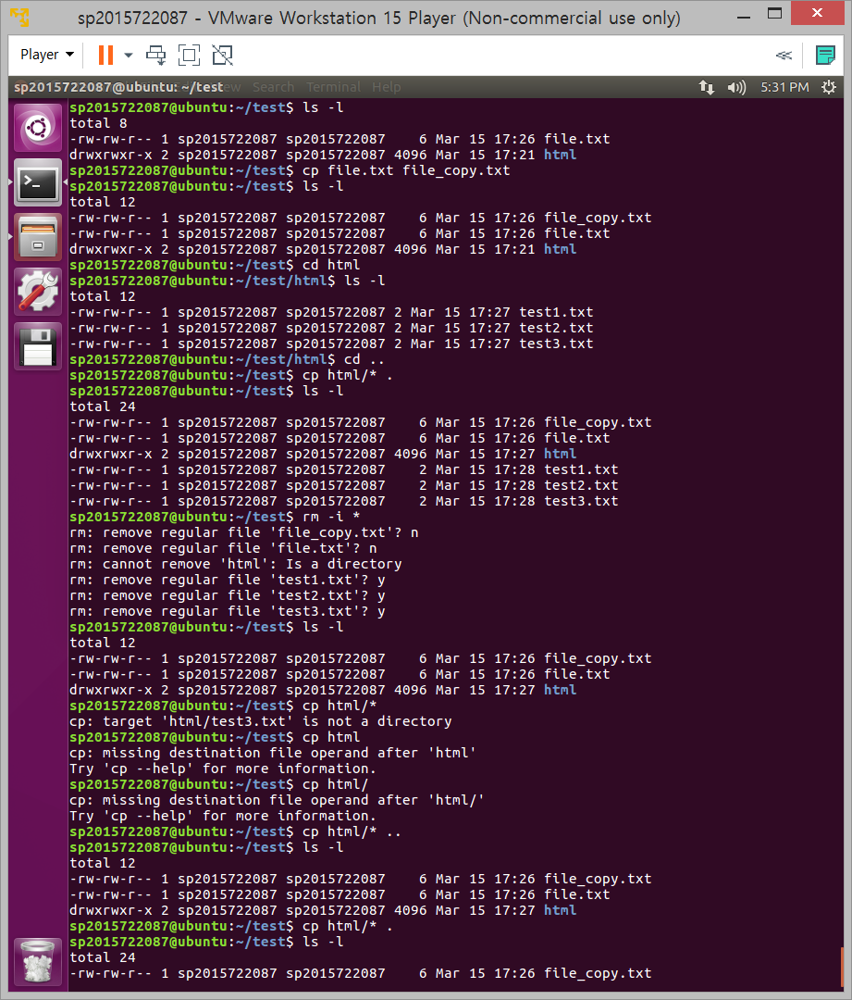 sp2015722087 - VMware Workstation 15 Player (Non-commercial use only)
Player
sp2015722087@ubuntu: ~/test Search Terminal Help 5:31 PM
sp2015722087@ubuntu:~/test$ ls -l
total 8
-rw-rw-r-- 1 sp2015722087 sp2015722087    6 Mar 15 17:26 file.txt
drwxrwxr-x 2 sp2015722087 sp2015722087 4096 Mar 15 17:21 html
sp2015722087@ubuntu:~/test$ cp file.txt file_copy.txt
sp2015722087@ubuntu:~/test$ ls -l
total 12
-rw-rw-r-- 1 sp2015722087 sp2015722087    6 Mar 15 17:26 file_copy.txt
-rw-rw-r-- 1 sp2015722087 sp2015722087    6 Mar 15 17:26 file.txt
drwxrwxr-x 2 sp2015722087 sp2015722087 4096 Mar 15 17:21 html
sp2015722087@ubuntu:~/test$ cd html
sp2015722087@ubuntu:~/test/html$ ls -l
total 12
-rw-rw-r-- 1 sp2015722087 sp2015722087 2 Mar 15 17:27 test1.txt
-rw-rw-r-- 1 sp2015722087 sp2015722087 2 Mar 15 17:27 test2.txt
-rw-rw-r-- 1 sp2015722087 sp2015722087 2 Mar 15 17:27 test3.txt
sp2015722087@ubuntu:~/test/html$ cd ..
sp2015722087@ubuntu:~/test$ cp html/* .
sp2015722087@ubuntu:~/test$ ls -l
total 24
-rw-rw-r-- 1 sp2015722087 sp2015722087    6 Mar 15 17:26 file_copy.txt
-rw-rw-r-- 1 sp2015722087 sp2015722087    6 Mar 15 17:26 file.txt
drwxrwxr-x 2 sp2015722087 sp2015722087 4096 Mar 15 17:27 html
-rw-rw-r-- 1 sp2015722087 sp2015722087    2 Mar 15 17:28 test1.txt
-rw-rw-r-- 1 sp2015722087 sp2015722087    2 Mar 15 17:28 test2.txt
-rw-rw-r-- 1 sp2015722087 sp2015722087    2 Mar 15 17:28 test3.txt
sp2015722087@ubuntu:~/test$ rm -i *
rm: remove regular file 'file_copy.txt'? n
rm: remove regular file 'file.txt'? n
rm: cannot remove 'html': Is a directory
rm: remove regular file 'test1.txt'? y
rm: remove regular file 'test2.txt'? y
rm: remove regular file 'test3.txt'? y
sp2015722087@ubuntu:~/test$ ls -l
total 12
-rw-rw-r-- 1 sp2015722087 sp2015722087    6 Mar 15 17:26 file_copy.txt
-rw-rw-r-- 1 sp2015722087 sp2015722087    6 Mar 15 17:26 file.txt
drwxrwxr-x 2 sp2015722087 sp2015722087 4096 Mar 15 17:27 html
sp2015722087@ubuntu:~/test$ cp html/*
cp: target 'html/test3.txt' is not a directory
sp2015722087@ubuntu:~/test$ cp html
cp: missing destination file operand after 'html'
Try 'cp --help' for more information.
sp2015722087@ubuntu:~/test$ cp html/
cp: missing destination file operand after 'html/'
Try 'cp --help' for more information.
sp2015722087@ubuntu:~/test$ cp html/* ..
sp2015722087@ubuntu:~/test$ ls -l
total 12
-rw-rw-r-- 1 sp2015722087 sp2015722087    6 Mar 15 17:26 file_copy.txt
-rw-rw-r-- 1 sp2015722087 sp2015722087    6 Mar 15 17:26 file.txt
drwxrwxr-x 2 sp2015722087 sp2015722087 4096 Mar 15 17:27 html
sp2015722087@ubuntu:~/test$ cp html/* .
sp2015722087@ubuntu:~/test$ ls -l
total 24
-rw-rw-r-- 1 sp2015722087 sp2015722087    6 Mar 15 17:26 file_copy.txt